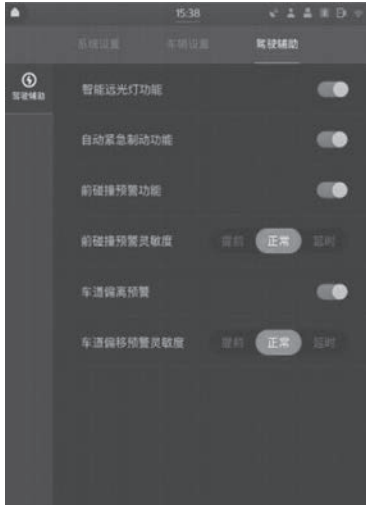 15:38
系统设置 车辆设置 驾驶辅助
驾驶辅助
智能远光灯功能
自动紧急制动功能
前碰撞预警功能
前碰撞预警灵敏度 提前 正常 延时
车道偏离预警
车道偏移预警灵敏度 提前 正常 延时